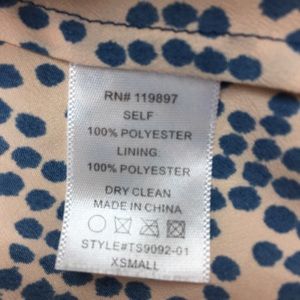 RN# 119897
SELF
100% POLYESTER
LINING:
100% POLYESTER
DRY CLEAN
MADE IN CHINA
STYLE#TS9092-01
XSMALL